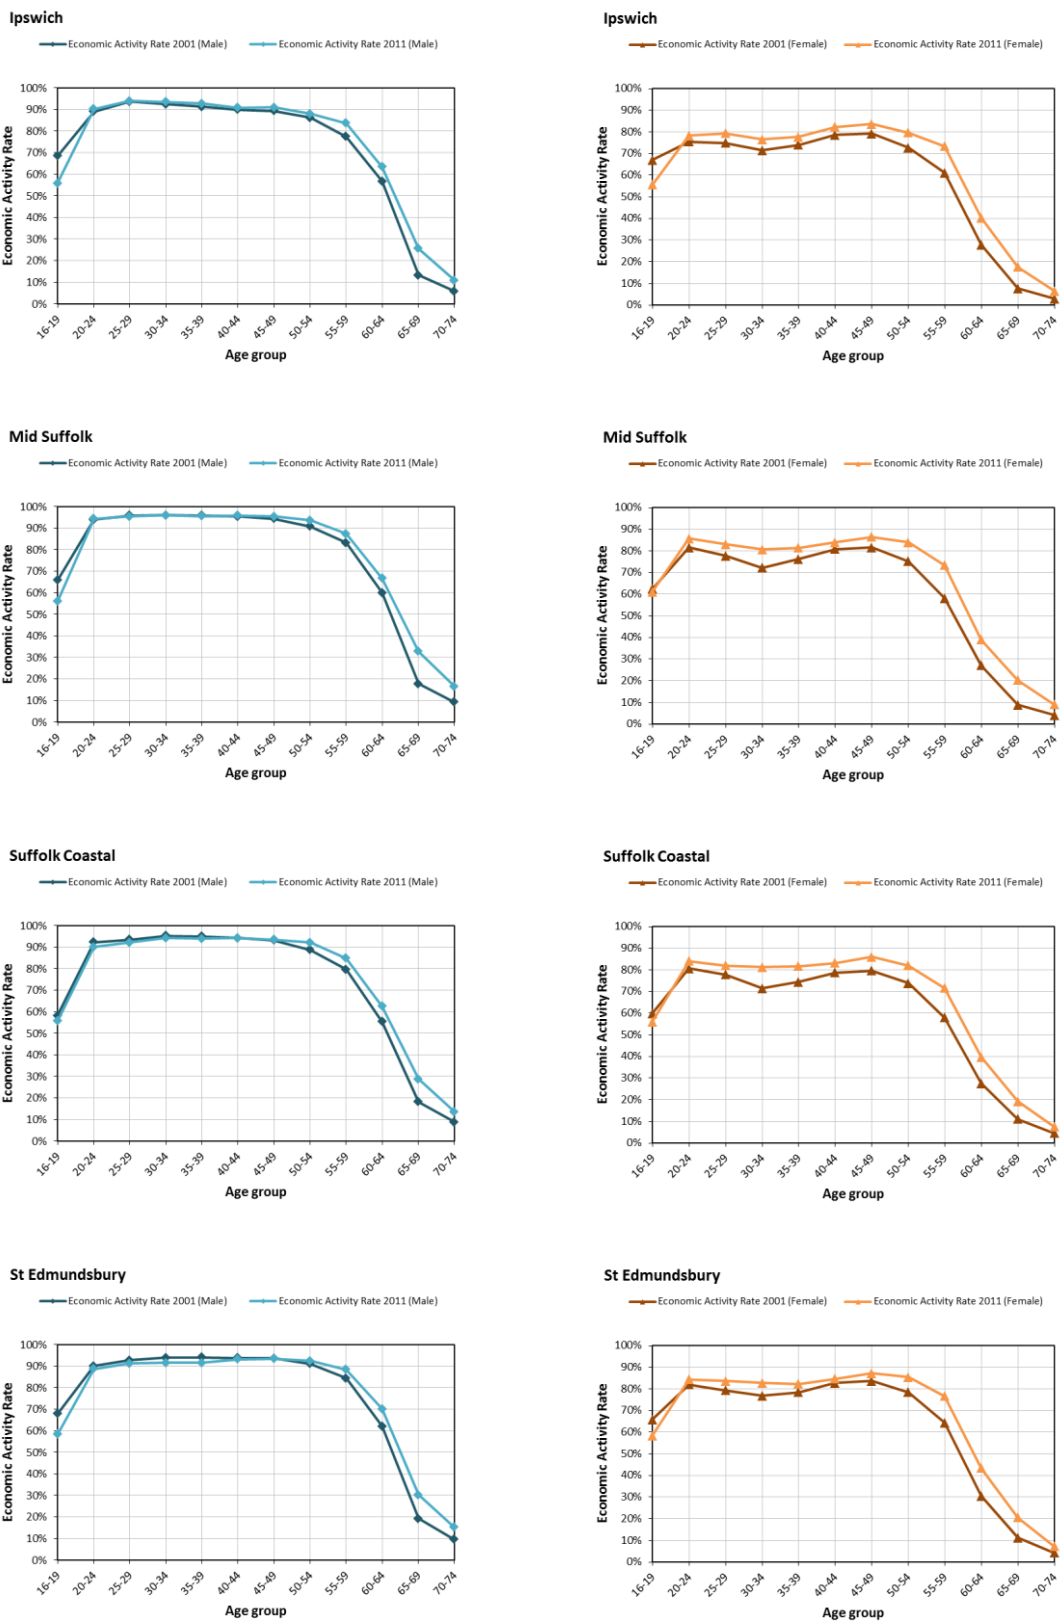 Ipswich
Economic Activity Rate 2001 (Male) Economic Activity Rate 2011 (Male)
100%
90%
80%
70%
60%
50%
40%
30%
20%
10%
0%
Economic Activity Rate
16-19 20-24 25-29 30-34 35-39 40-44 45-49 50-54 55-59 60-64 65-69 70-74
Age group
Ipswich
Economic Activity Rate 2001 (Female) Economic Activity Rate 2011 (Female)
100%
90%
80%
70%
60%
50%
40%
30%
20%
10%
0%
Economic Activity Rate
16-19 20-24 25-29 30-34 35-39 40-44 45-49 50-54 55-59 60-64 65-69 70-74
Age group
Mid Suffolk
Economic Activity Rate 2001 (Male) Economic Activity Rate 2011 (Male)
100%
90%
80%
70%
60%
50%
40%
30%
20%
10%
0%
Economic Activity Rate
16-19 20-24 25-29 30-34 35-39 40-44 45-49 50-54 55-59 60-64 65-69 70-74
Age group
Mid Suffolk
Economic Activity Rate 2001 (Female) Economic Activity Rate 2011 (Female)
100%
90%
80%
70%
60%
50%
40%
30%
20%
10%
0%
Economic Activity Rate
16-19 20-24 25-29 30-34 35-39 40-44 45-49 50-54 55-59 60-64 65-69 70-74
Age group
Suffolk Coastal
Economic Activity Rate 2001 (Male) Economic Activity Rate 2011 (Male)
100%
90%
80%
70%
60%
50%
40%
30%
20%
10%
0%
Economic Activity Rate
16-19 20-24 25-29 30-34 35-39 40-44 45-49 50-54 55-59 60-64 65-69 70-74
Age group
Suffolk Coastal
Economic Activity Rate 2001 (Female) Economic Activity Rate 2011 (Female)
100%
90%
80%
70%
60%
50%
40%
30%
20%
10%
0%
Economic Activity Rate
16-19 20-24 25-29 30-34 35-39 40-44 45-49 50-54 55-59 60-64 65-69 70-74
Age group
St Edmundsbury
Economic Activity Rate 2001 (Male) Economic Activity Rate 2011 (Male)
100%
90%
80%
70%
60%
50%
40%
30%
20%
10%
0%
Economic Activity Rate
16-19 20-24 25-29 30-34 35-39 40-44 45-49 50-54 55-59 60-64 65-69 70-74
Age group
St Edmundsbury
Economic Activity Rate 2001 (Female) Economic Activity Rate 2011 (Female)
100%
90%
80%
70%
60%
50%
40%
30%
20%
10%
0%
Economic Activity Rate
16-19 20-24 25-29 30-34 35-39 40-44 45-49 50-54 55-59 60-64 65-69 70-74
Age group